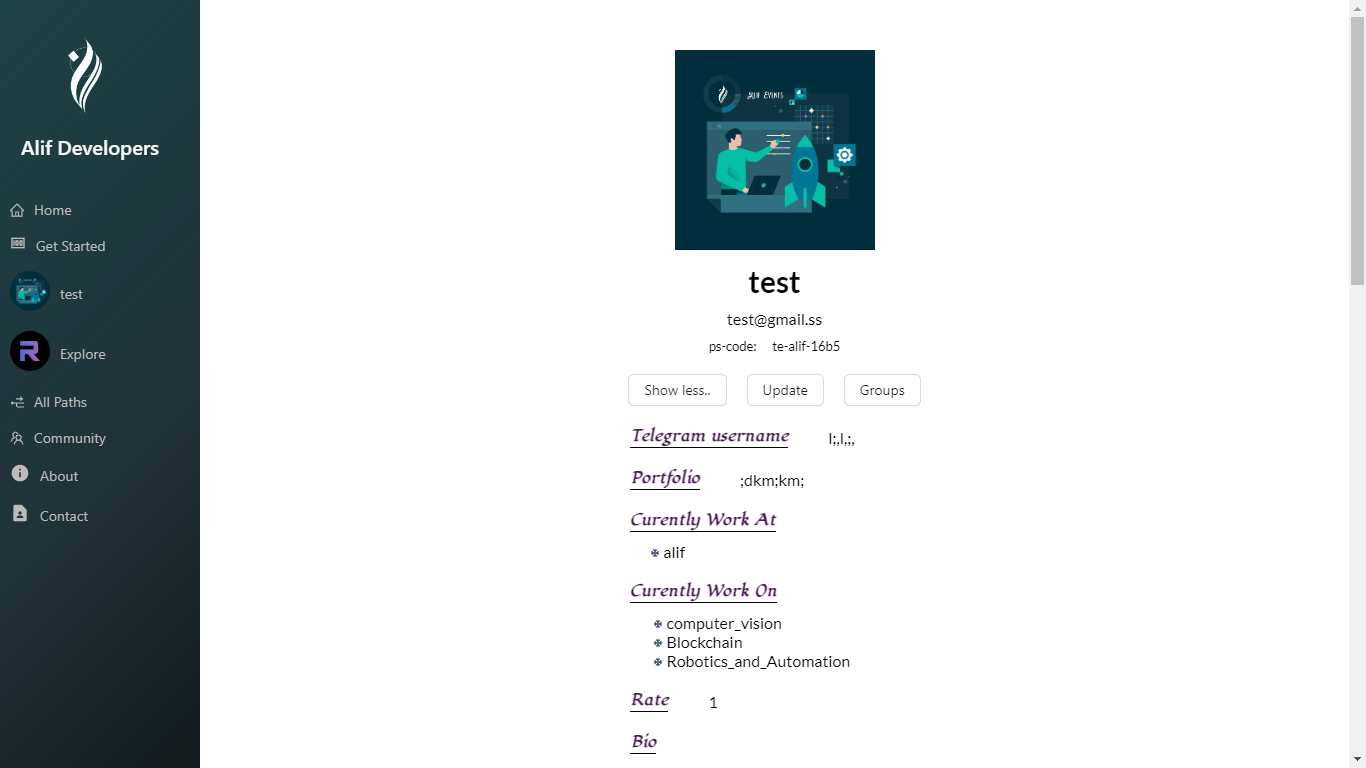 Alif Developers
Home
Get Started
test
Explore
All Paths
Community
About
Contact
Alif Events
test
test@gmail.ss
ps-code: te-alif-16b5
Show less.. Update Groups
Telegram username l;,l,;,
Portfolio ;dkm;km;
Curently Work At
alif
Curently Work On
computer_vision
Blockchain
Robotics_and_Automation
Rate 1
Bio